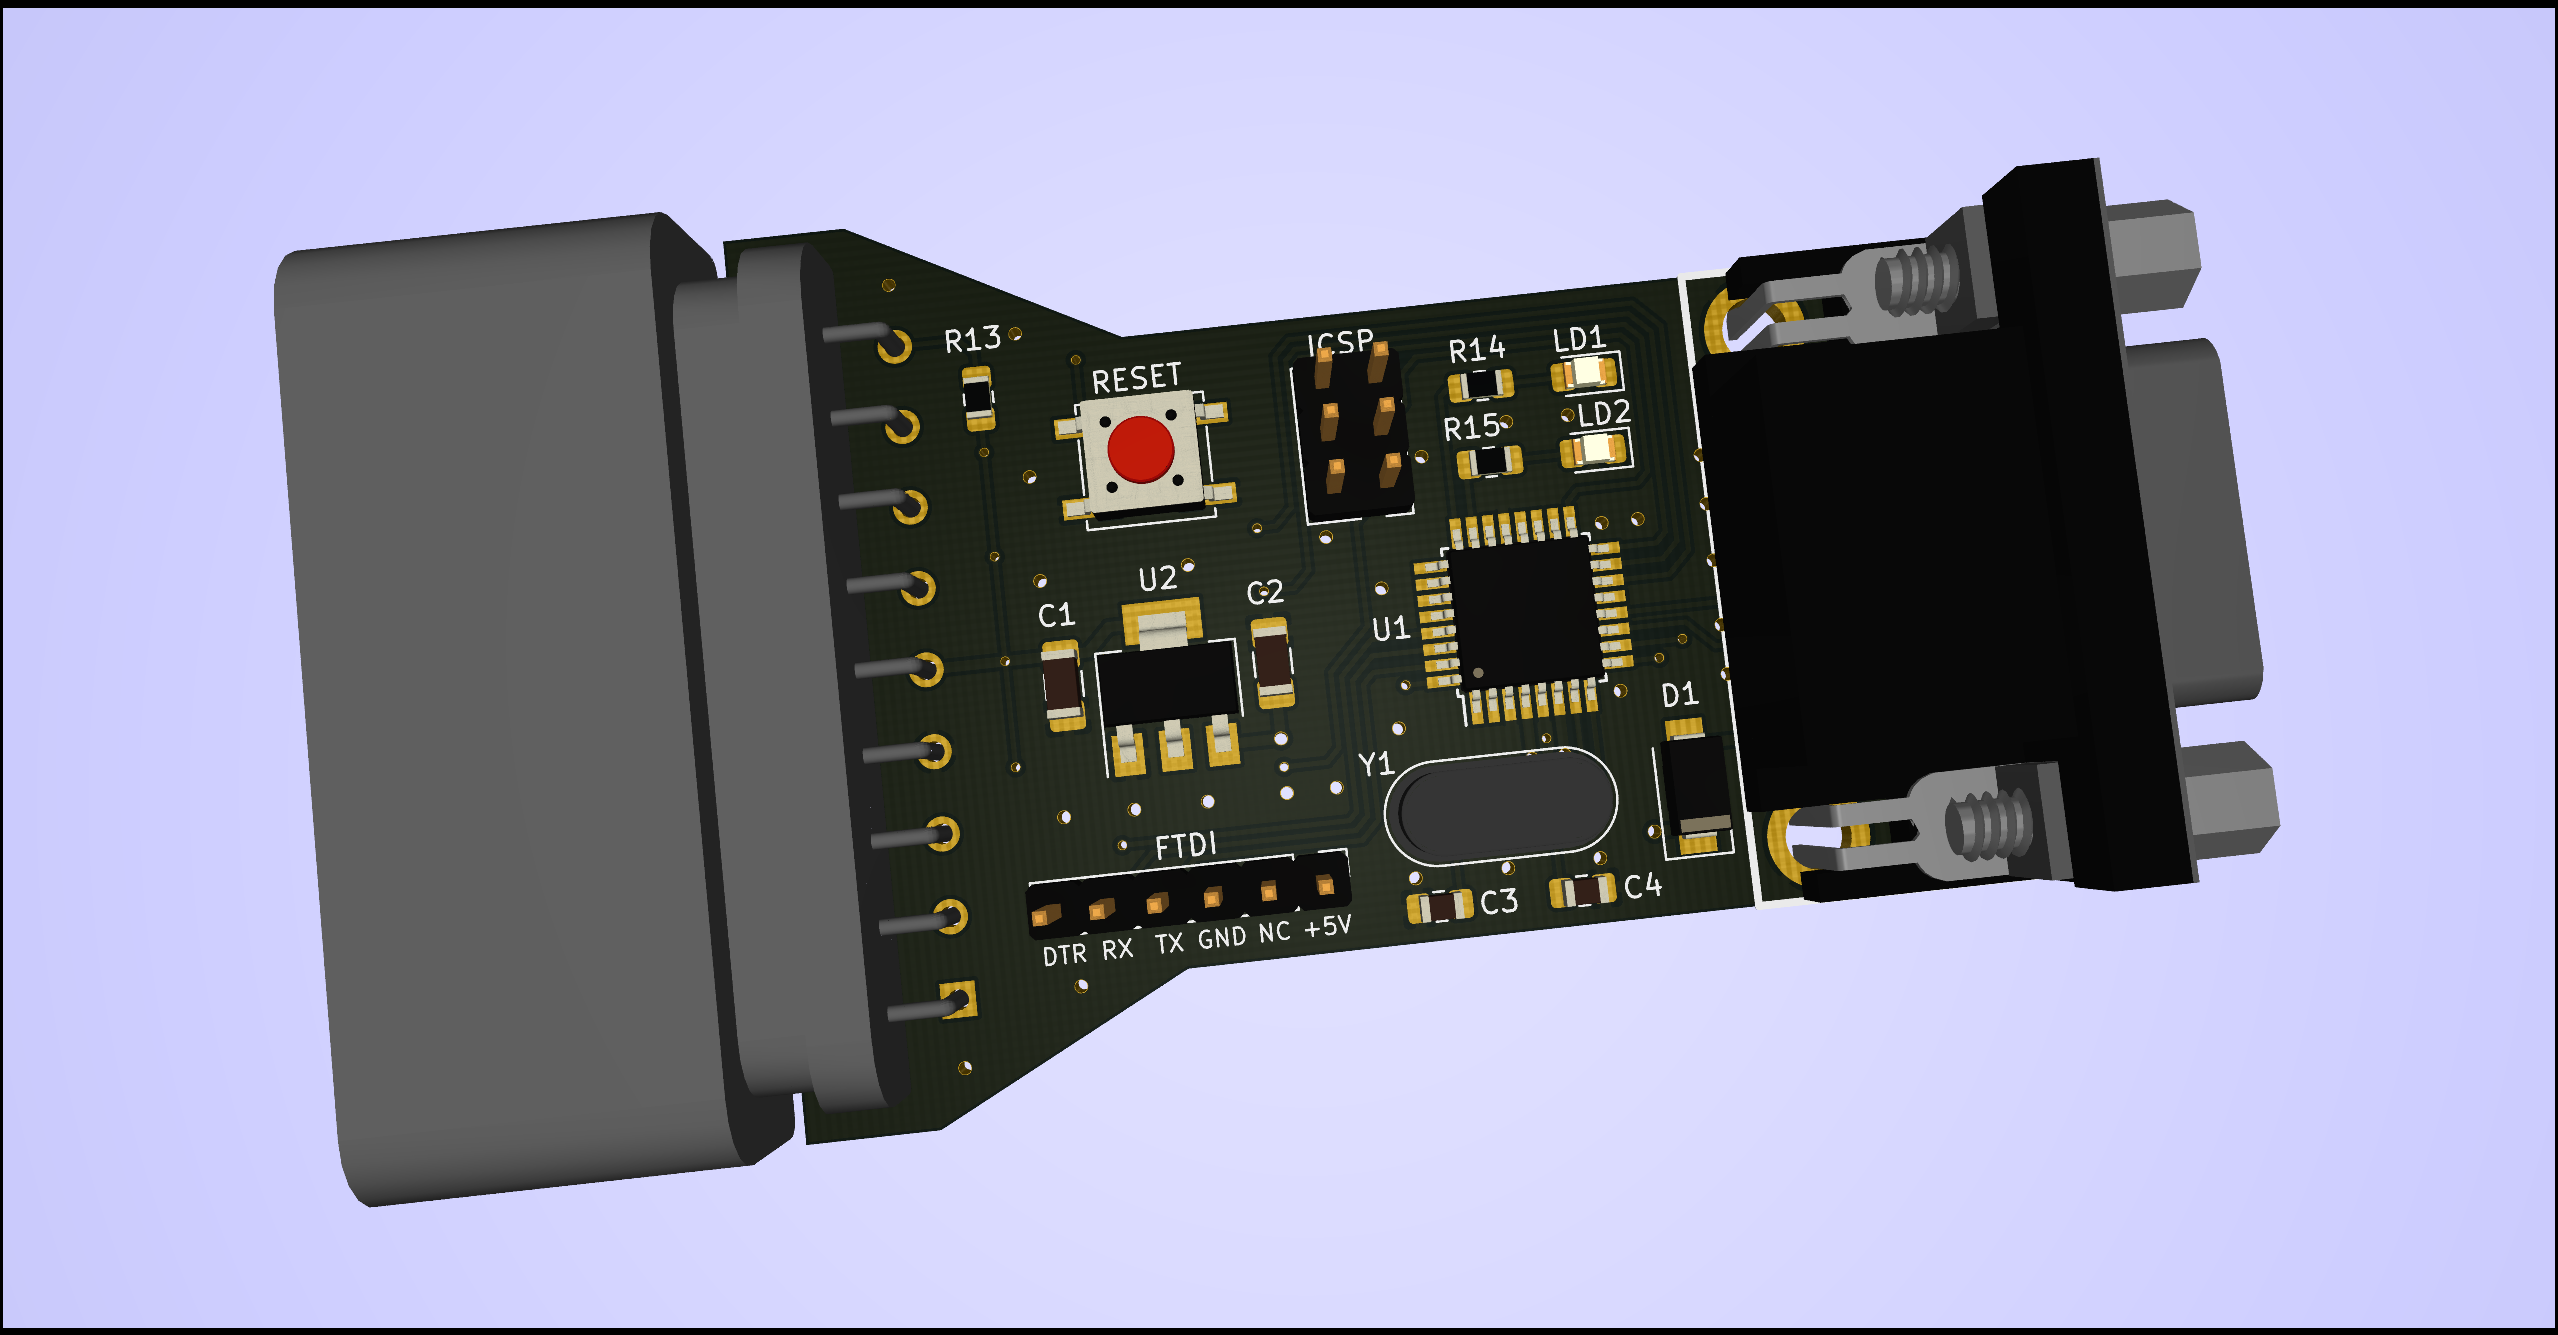 R13
RESET
ICSP
R14
LD1
R15
LD2
U2
C1
C2
U1
D1
Y1
FTDI
C3
C4
DTR RX TX GND NC +5V